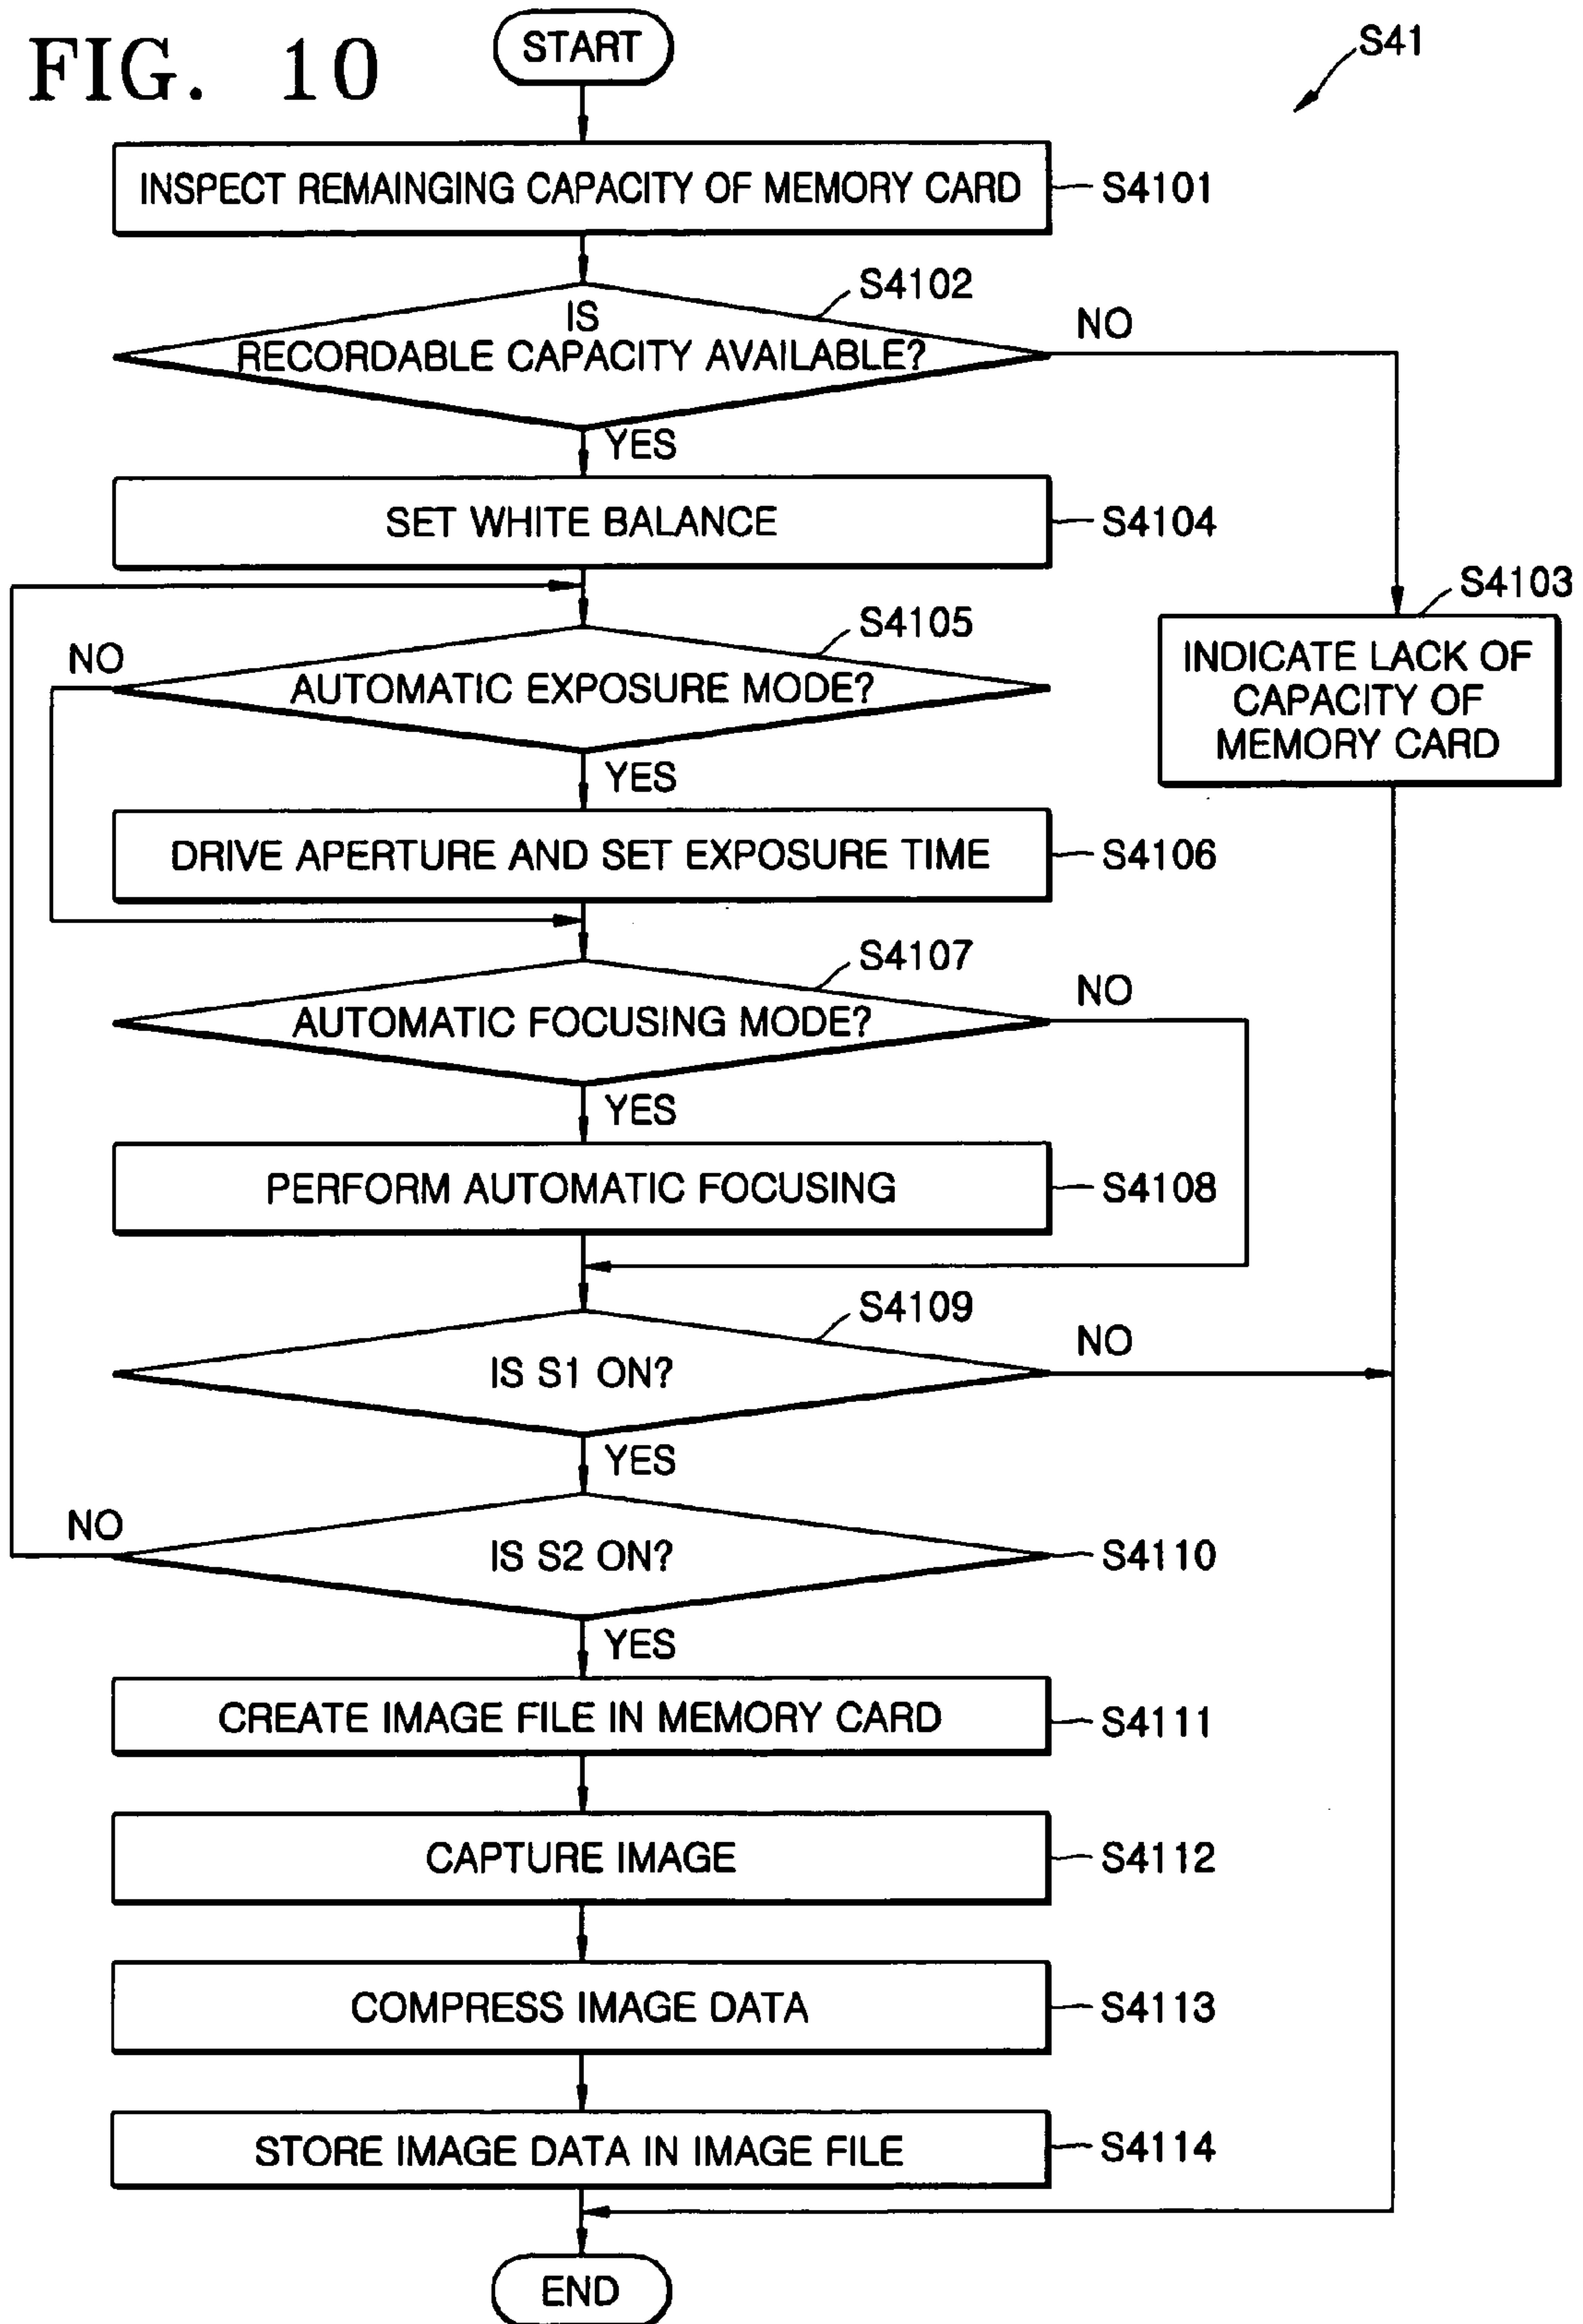 FIG. 10
START
S41
INSPECT REMAINGING CAPACITY OF MEMORY CARD
S4101
S4102
IS
RECORDABLE CAPACITY AVAILABLE?
NO
YES
SET WHITE BALANCE
S4104
S4103
INDICATE LACK OF
CAPACITY OF
MEMORY CARD
S4105
NO
AUTOMATIC EXPOSURE MODE?
YES
DRIVE APERTURE AND SET EXPOSURE TIME
S4106
S4107
NO
AUTOMATIC FOCUSING MODE?
YES
PERFORM AUTOMATIC FOCUSING
S4108
S4109
NO
IS S1 ON?
YES
NO
IS S2 ON?
S4110
YES
CREATE IMAGE FILE IN MEMORY CARD
S4111
CAPTURE IMAGE
S4112
COMPRESS IMAGE DATA
S4113
STORE IMAGE DATA IN IMAGE FILE
S4114
END